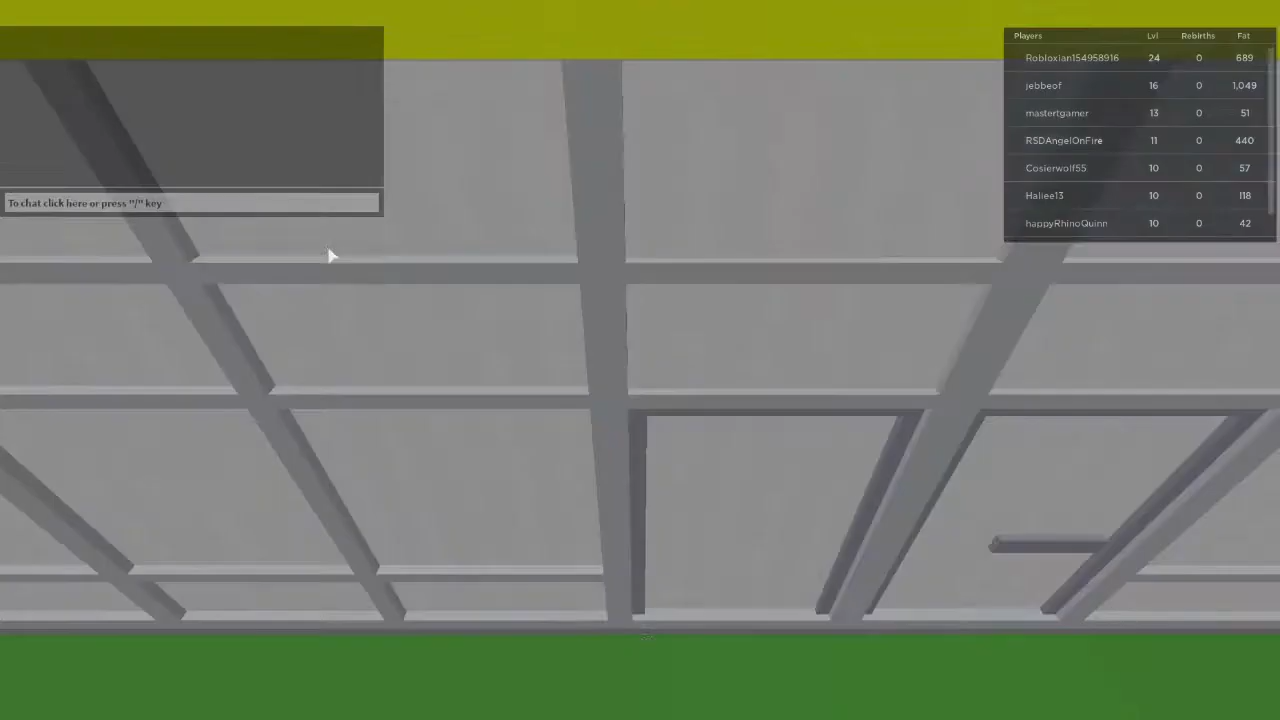 Players Lvl Rebirths Fat
Robloxian154958916 24 0 689
jebbeof 16 0 1,049
mastertgamer 13 0 51
RSDAngelOnFire 11 0 440
Cosierwolf55 10 0 57
Haliee13 10 0 118
happyRhinoQuinn 10 0 42
To chat click here or press "/" key